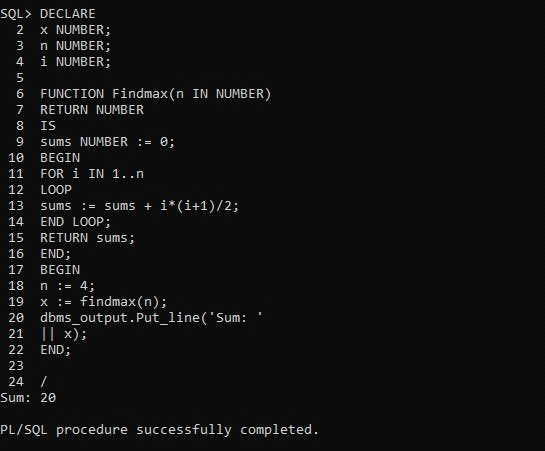 SQL> DECLARE
2 x NUMBER;
3 n NUMBER;
4 i NUMBER;
5
6 FUNCTION Findmax(n IN NUMBER)
7 RETURN NUMBER
8 IS
9 sums NUMBER := 0;
10 BEGIN
11 FOR i IN 1..n
12 LOOP
13 sums := sums + i*(i+1)/2;
14 END LOOP;
15 RETURN sums;
16 END;
17 BEGIN
18 n := 4;
19 x := findmax(n);
20 dbms_output.Put_line('Sum: '
21 || x);
22 END;
23
24 /
Sum: 20
PL/SQL procedure successfully completed.